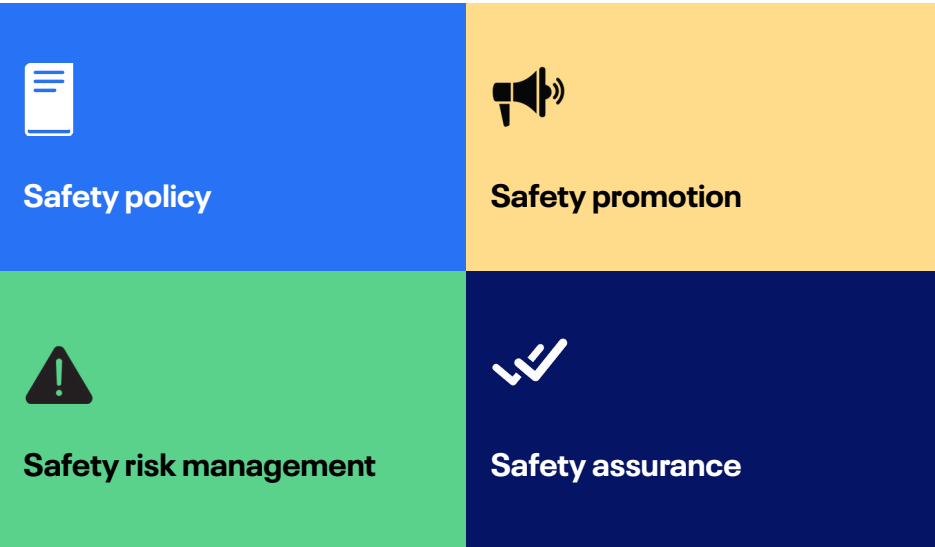 Safety policy
Safety promotion
Safety risk management
Safety assurance